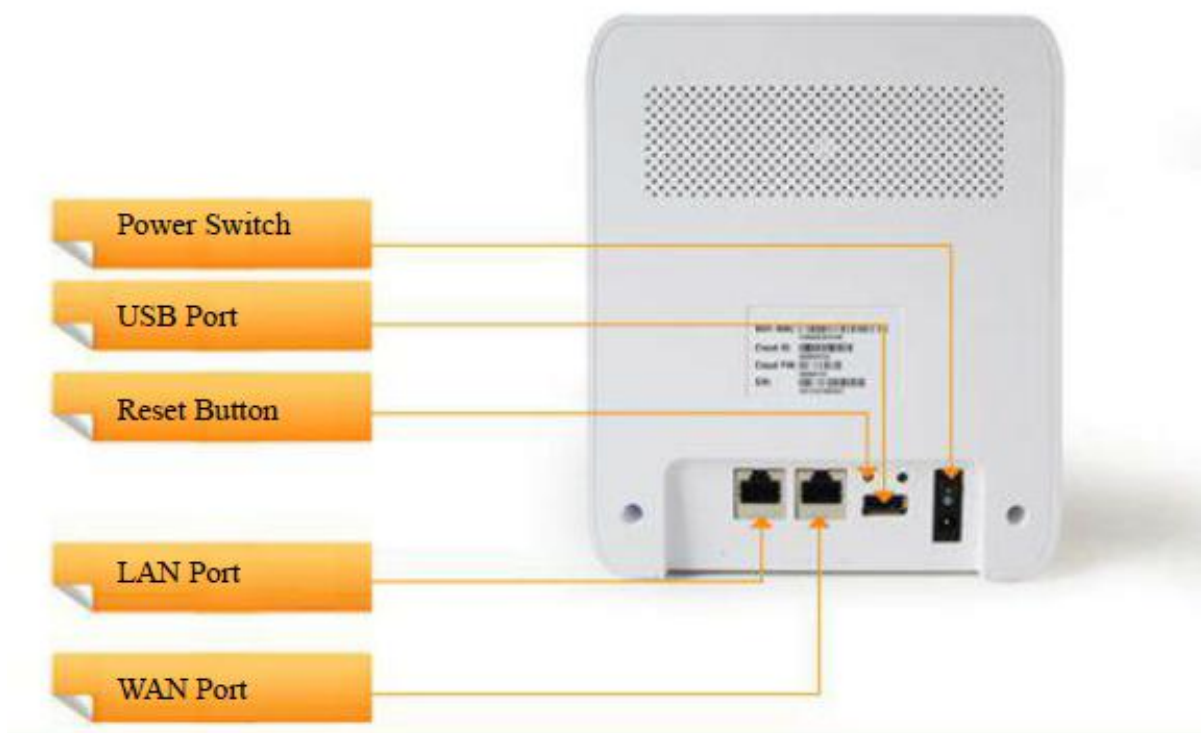 Power Switch
USB Port
Reset Button
LAN Port
WAN Port